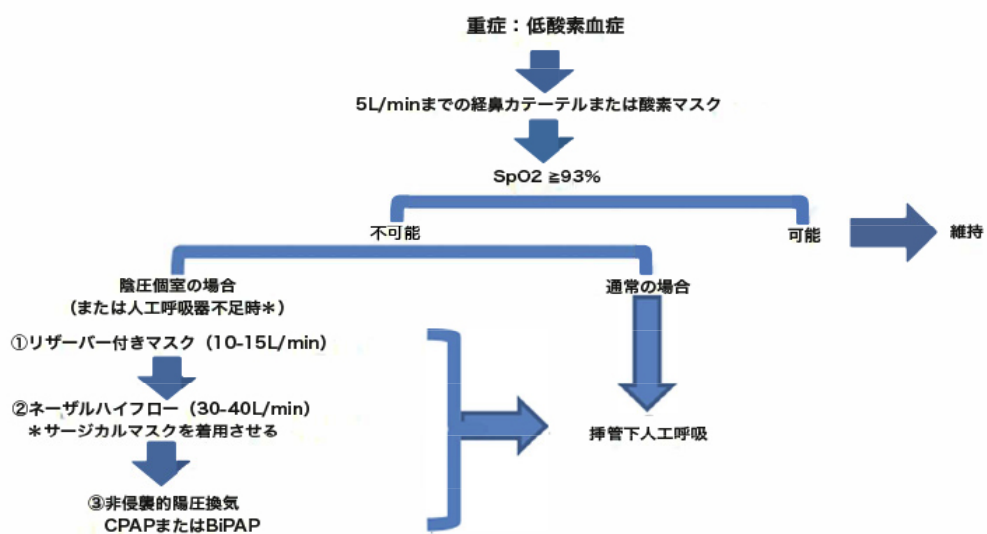 重症：低酸素血症
5L/minまでの経鼻カテーテルまたは酸素マスク
SpO2 ≧93%
不可能
可能
維持
陰圧個室の場合
（または人工呼吸器不足時＊）
通常の場合
①リザーバー付きマスク（10-15L/min）
②ネーザルハイフロー（30-40L/min）
＊サージカルマスクを着用させる
挿管下人工呼吸
③非侵襲的陽圧換気
CPAPまたはBiPAP